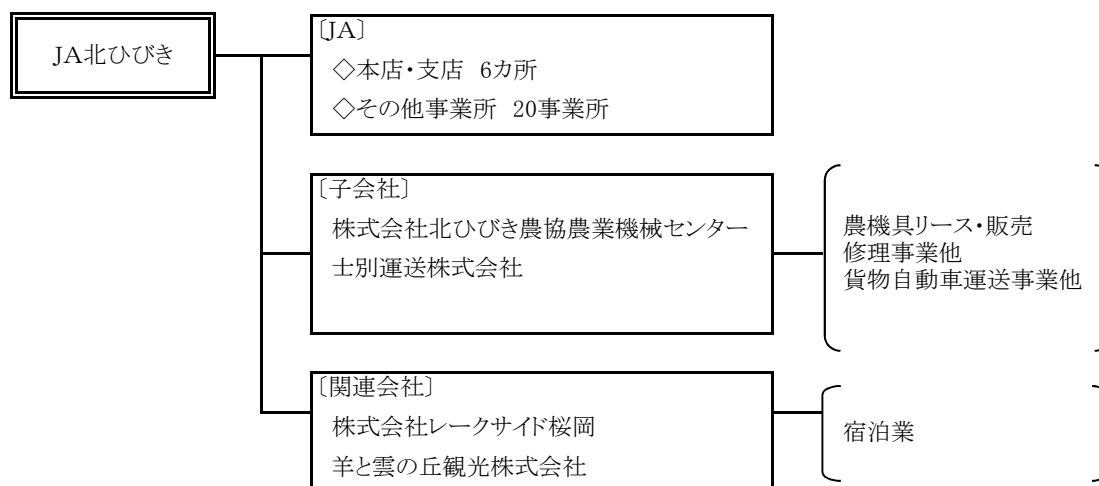 JA北ひびき
〔JA〕
◇本店・支店 6カ所
◇その他事業所 20事業所
〔子会社〕
株式会社北ひびき農協農業機械センター
士別運送株式会社
農機具リース・販売
修理事業他
貨物自動車運送事業他
〔関連会社〕
株式会社レークサイド桜岡
羊と雲の丘観光株式会社
宿泊業